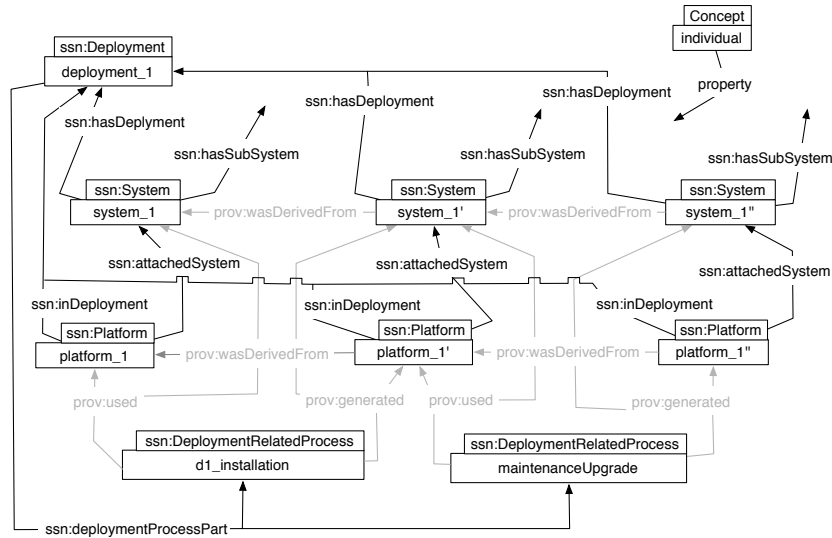 Concept
individual
property
ssn:Deployment
deployment_1
ssn:hasDeplyment
ssn:hasDeployment
ssn:hasDeployment
ssn:hasSubSystem
ssn:hasSubSystem
ssn:hasSubSystem
ssn:System
system_1
prov:wasDerivedFrom
ssn:System
system_1'
prov:wasDerivedFrom
ssn:System
system_1"
ssn:attachedSystem
ssn:attachedSystem
ssn:attachedSystem
ssn:inDeployment
ssn:inDeployment
ssn:inDeployment
ssn:Platform
platform_1
prov:wasDerivedFrom
ssn:Platform
platform_1'
prov:wasDerivedFrom
ssn:Platform
platform_1"
prov:used
prov:generated
prov:used
prov:generated
ssn:DeploymentRelatedProcess
d1_installation
ssn:DeploymentRelatedProcess
maintenanceUpgrade
ssn:deploymentProcessPart